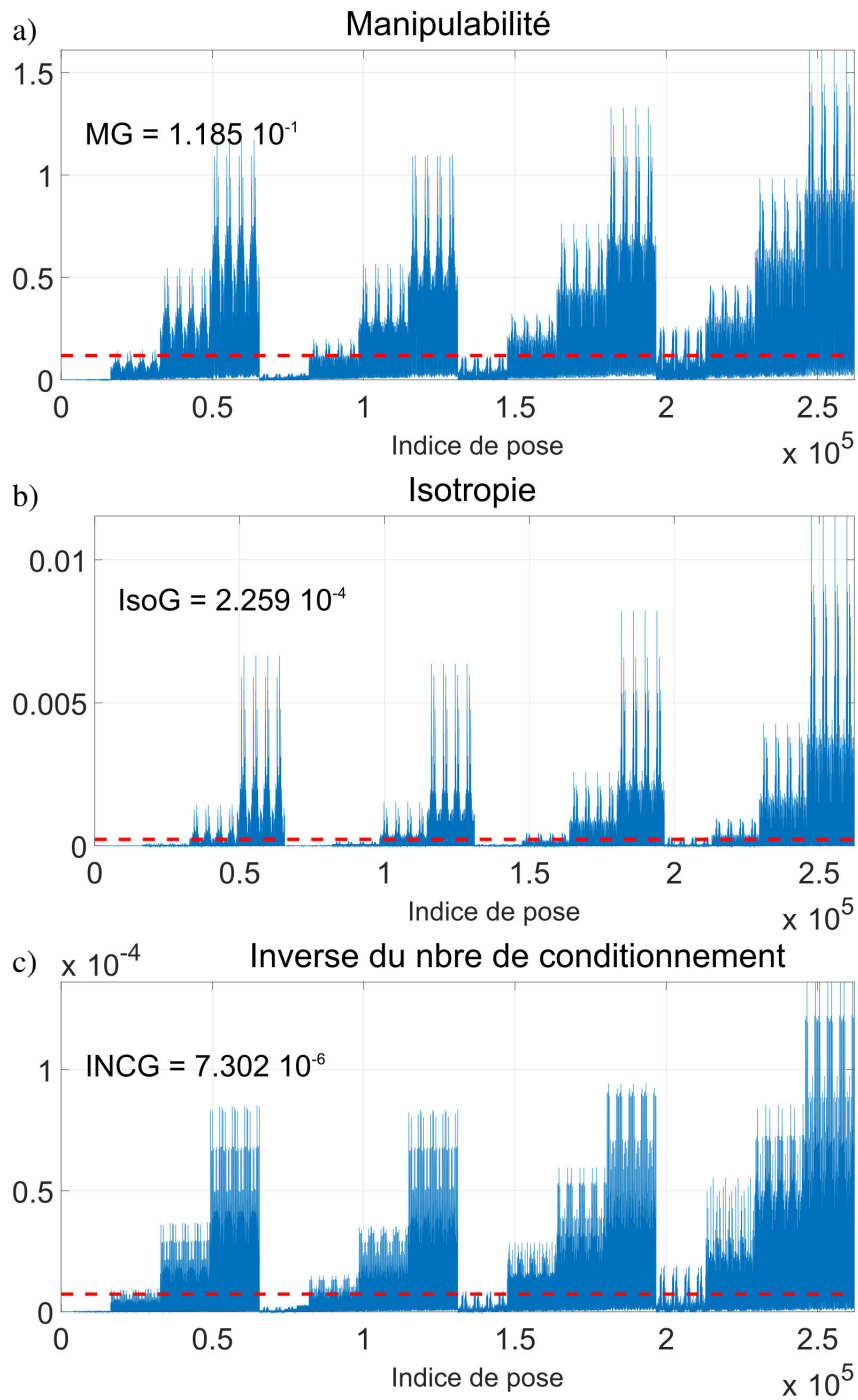 a)
Manipulabilité
1.5
MG = 1.185 10⁻¹
1
0.5
0
0 0.5 1 1.5 2 2.5
Indice de pose
x 10⁵
b)
Isotropie
0.01
IsoG = 2.259 10⁻⁴
0.005
0
0 0.5 1 1.5 2 2.5
Indice de pose
x 10⁵
c)
x 10⁻⁴
Inverse du nbre de conditionnement
INCG = 7.302 10⁻⁶
1
0.5
0
0 0.5 1 1.5 2 2.5
Indice de pose
x 10⁵